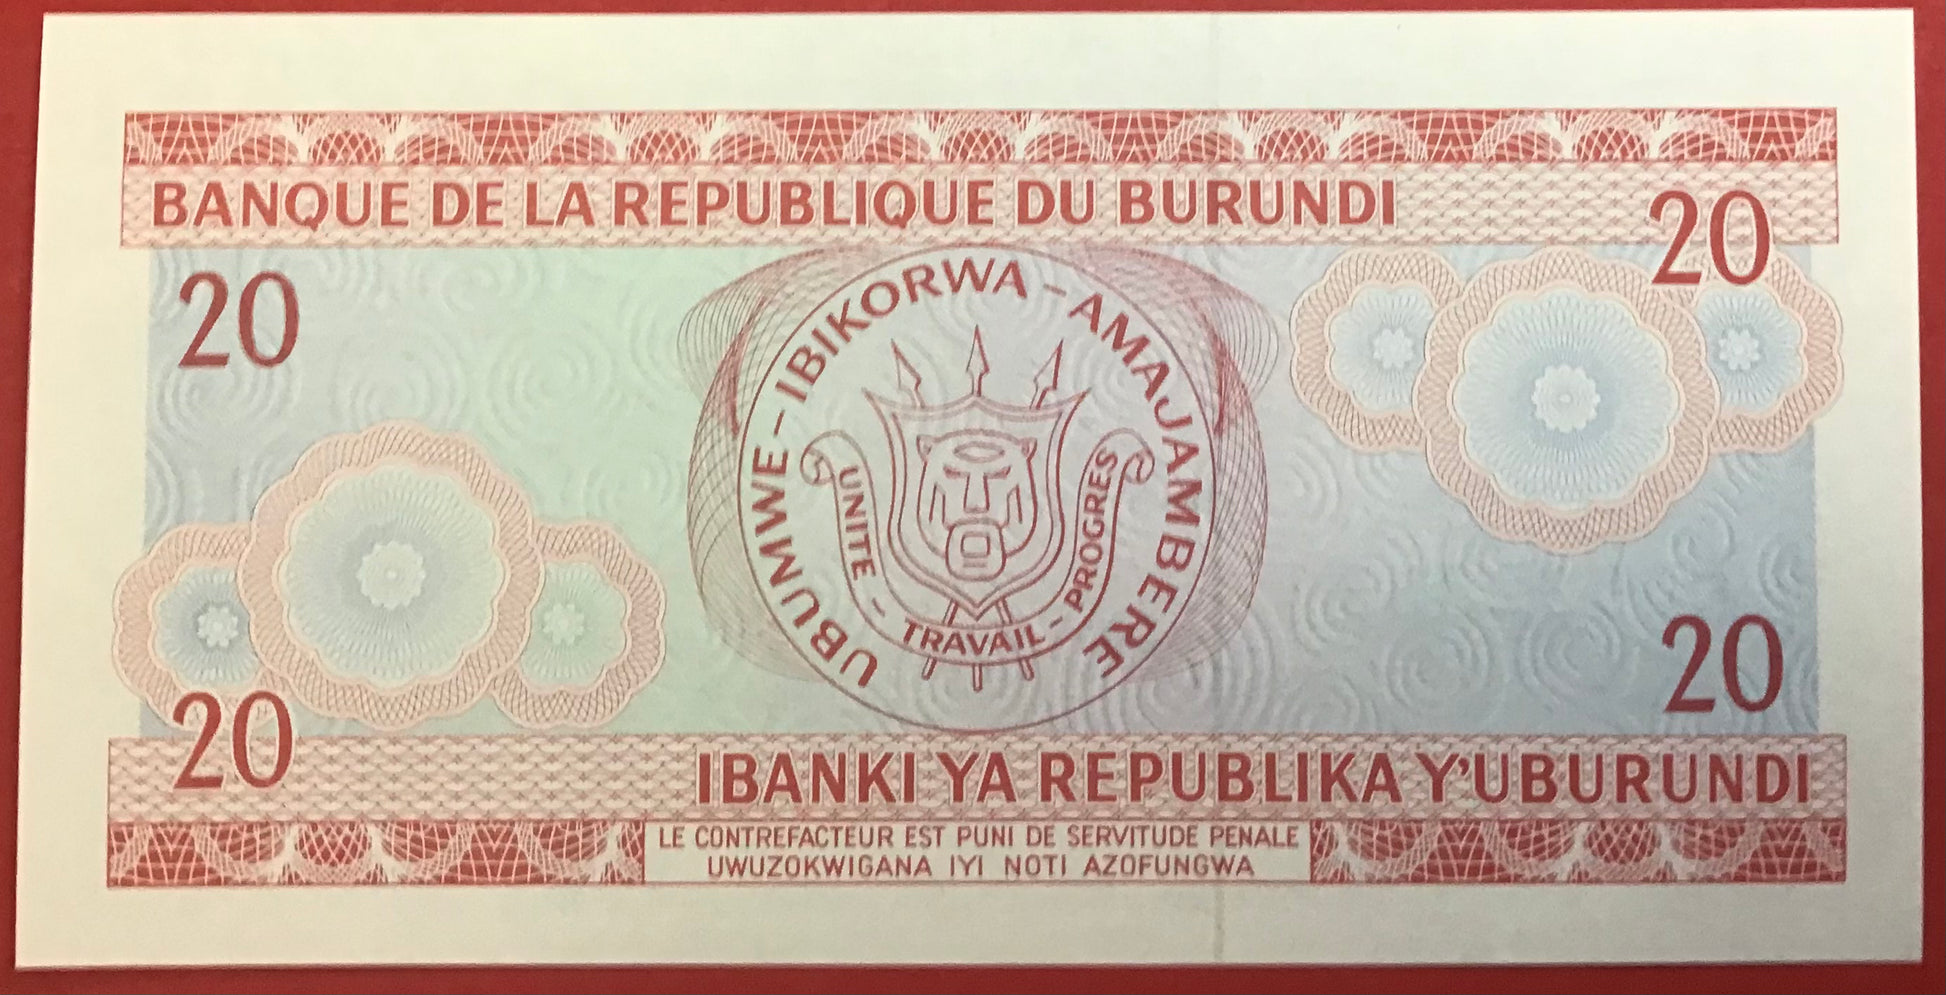 BANQUE DE LA REPUBLIQUE DU BURUNDI
20
20
UBUMWE - IBIKORWA - AMAJAMBERE
UNITE - TRAVAIL - PROGRES
20
20
IBANKI YA REPUBLIKA Y'UBURUNDI
LE CONTREFACTEUR EST PUNI DE SERVITUDE PENALE
UWUZOKWIGANA IYI NOTI AZOFUNGWA